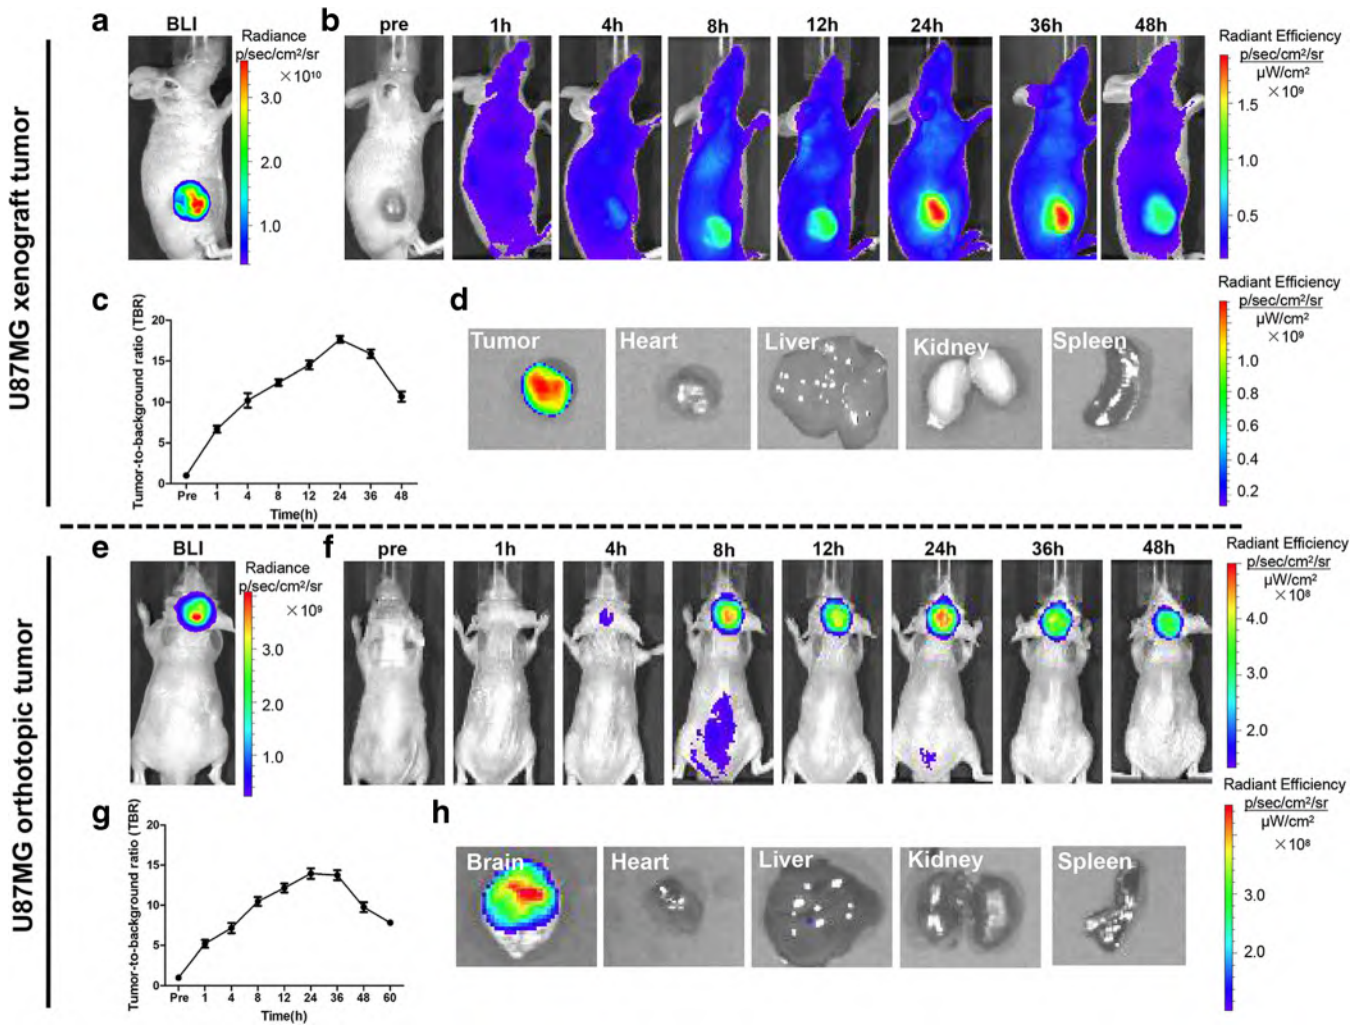 U87MG xenograft tumor
a
BLI
Radiance
p/sec/cm²/sr
×10¹⁰
3.0
2.0
1.0
b
pre 1h 4h 8h 12h 24h 36h 48h
Radiant Efficiency
p/sec/cm²/sr
µW/cm²
×10⁹
1.5
1.0
0.5
c
Tumor-to-background ratio (TBR)
20
15
10
5
0
Pre 1 4 8 12 24 36 48
Time(h)
d
Tumor Heart Liver Kidney Spleen
Radiant Efficiency
p/sec/cm²/sr
µW/cm²
×10⁹
1.0
0.8
0.6
0.4
0.2
U87MG orthotopic tumor
e
BLI
Radiance
p/sec/cm²/sr
×10⁹
3.0
2.0
1.0
f
pre 1h 4h 8h 12h 24h 36h 48h
Radiant Efficiency
p/sec/cm²/sr
µW/cm²
×10⁸
4.0
3.0
2.0
g
Tumor-to-background ratio (TBR)
20
15
10
5
0
Pre 1 4 8 12 24 36 48 60
Time(h)
h
Brain Heart Liver Kidney Spleen
Radiant Efficiency
p/sec/cm²/sr
µW/cm²
×10⁸
3.0
2.0